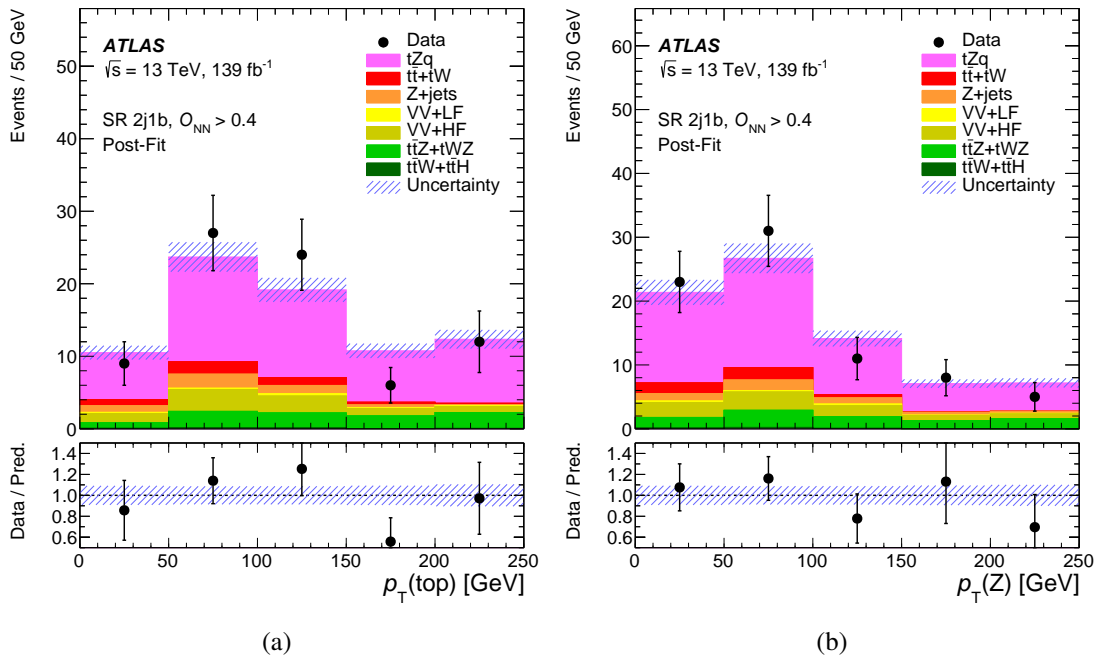 Events / 50 GeV
50
40
30
20
10
0
ATLAS
√s = 13 TeV, 139 fb⁻¹
SR 2j1b, O_NN > 0.4
Post-Fit
Data
tZq
tt̄+tW
Z+jets
VV+LF
VV+HF
tt̄Z+tWZ
tt̄W+tt̄H
Uncertainty
Data / Pred.
1.4
1.2
1.0
0.8
0.6
0 50 100 150 200 250
p_T(top) [GeV]
(a)
Events / 50 GeV
60
50
40
30
20
10
0
ATLAS
√s = 13 TeV, 139 fb⁻¹
SR 2j1b, O_NN > 0.4
Post-Fit
Data
tZq
tt̄+tW
Z+jets
VV+LF
VV+HF
tt̄Z+tWZ
tt̄W+tt̄H
Uncertainty
Data / Pred.
1.4
1.2
1.0
0.8
0.6
0 50 100 150 200 250
p_T(Z) [GeV]
(b)